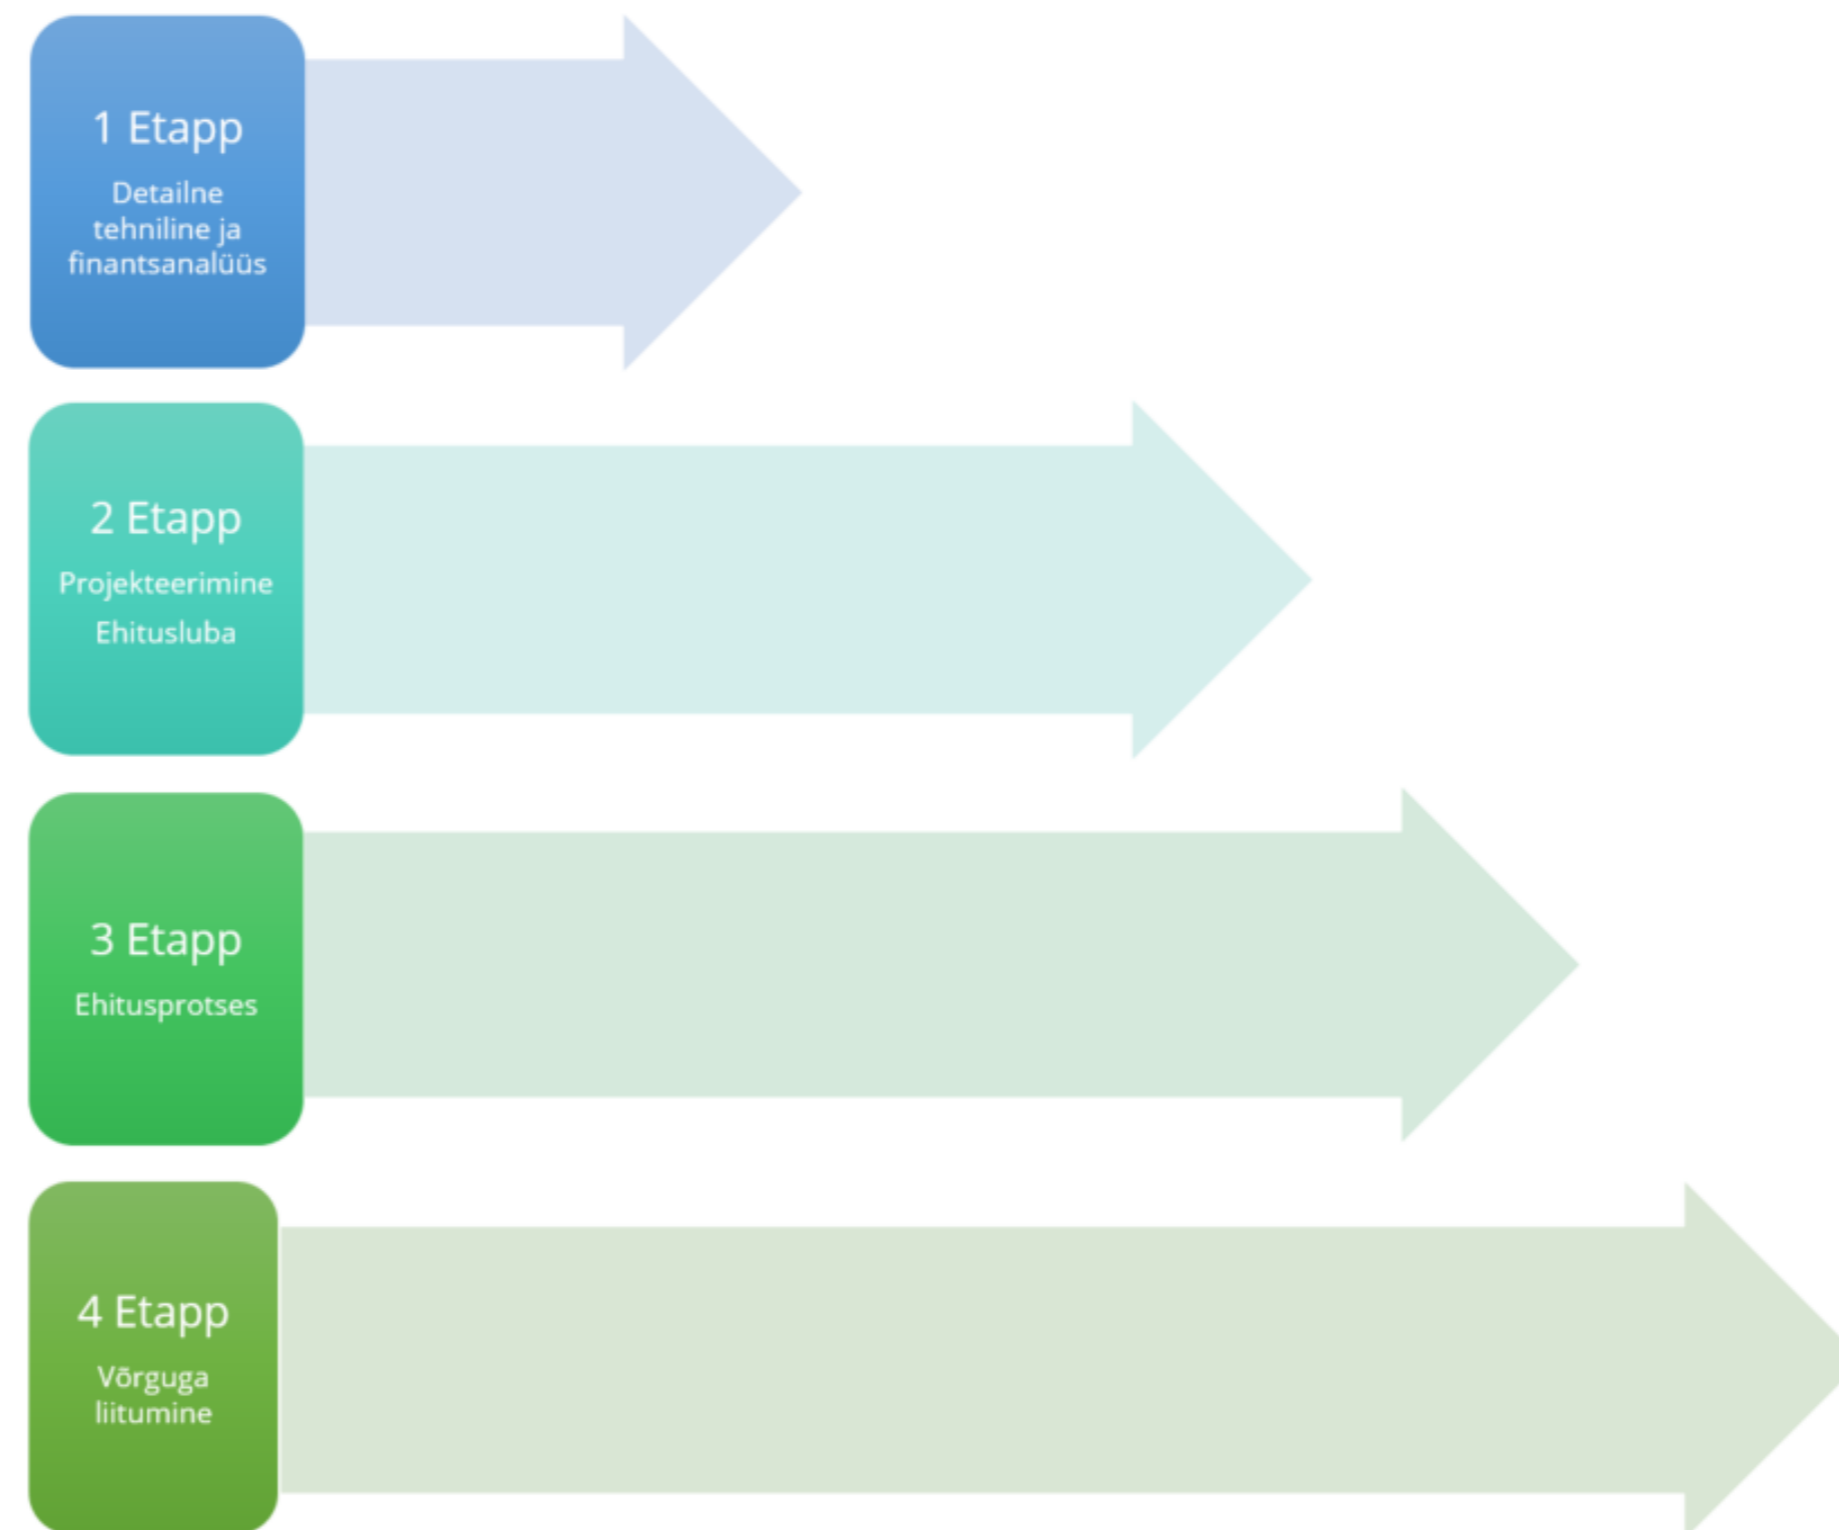 1 Etapp
Detailne
tehniline ja
finantsanalüüs
2 Etapp
Projekteerimine
Ehitusluba
3 Etapp
Ehitusprotses
4 Etapp
Võrguga
liitumine